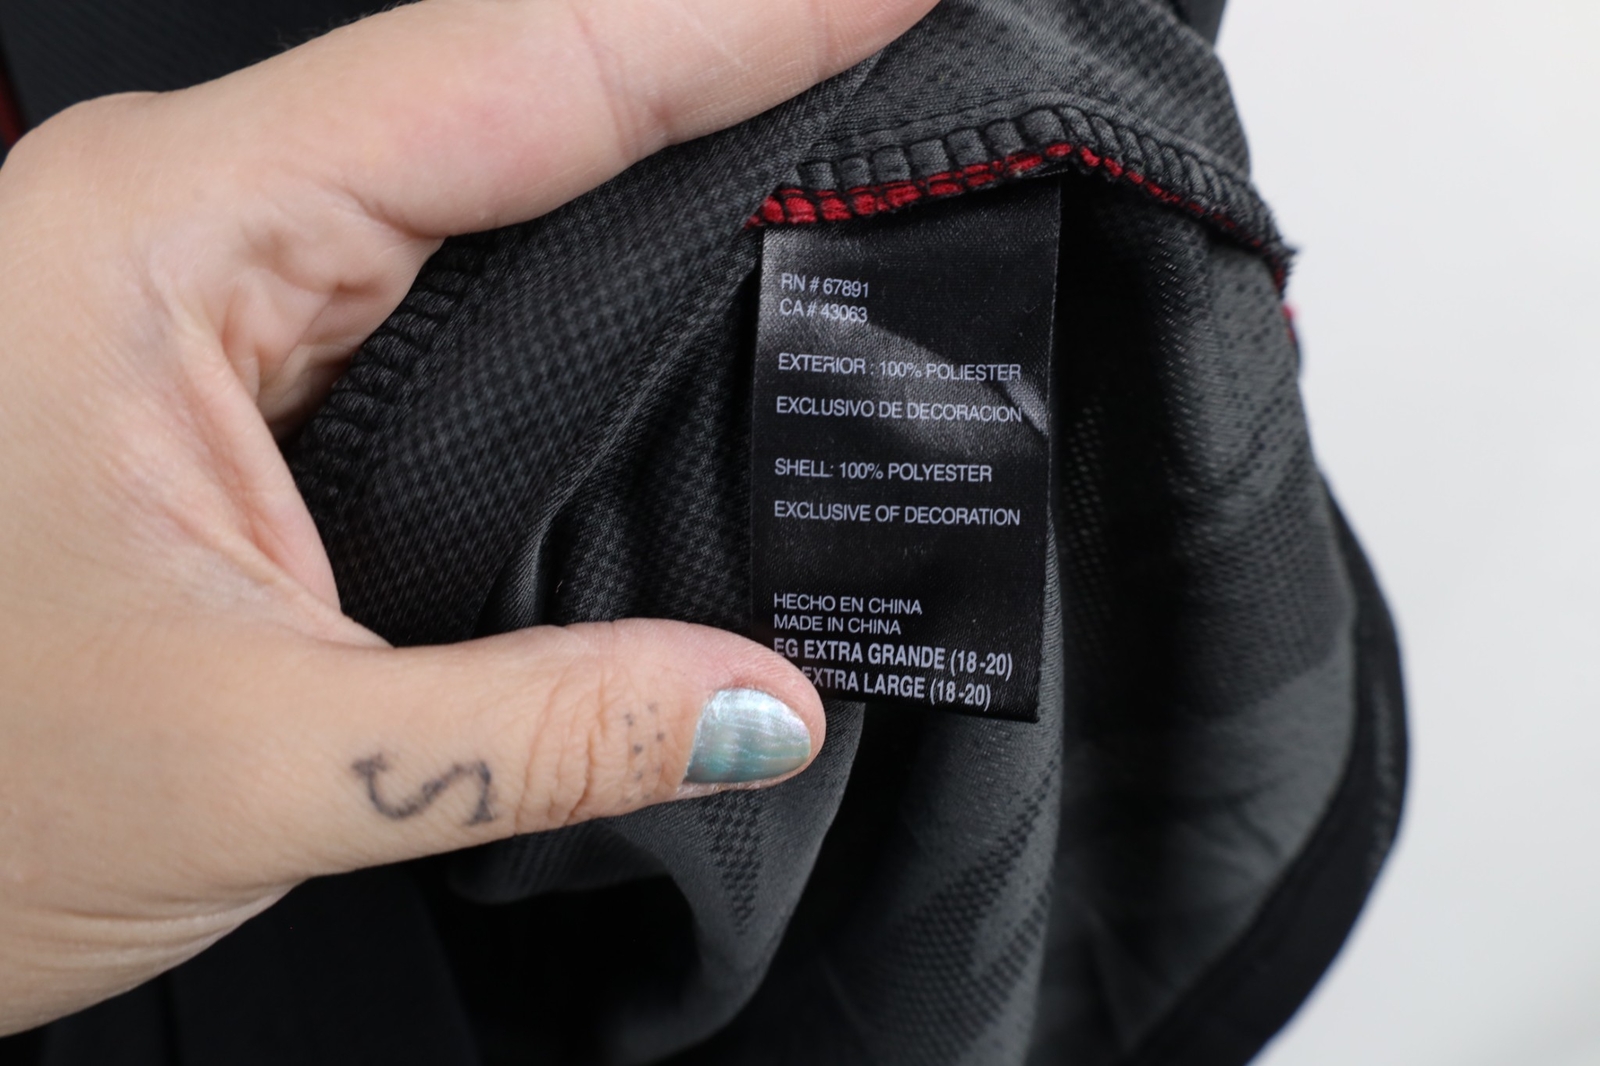 RN # 67891
CA # 43063
EXTERIOR : 100% POLIESTER
EXCLUSIVO DE DECORACION
SHELL: 100% POLYESTER
EXCLUSIVE OF DECORATION
HECHO EN CHINA
MADE IN CHINA
EG EXTRA GRANDE (18-20)
EXTRA LARGE (18-20)
S